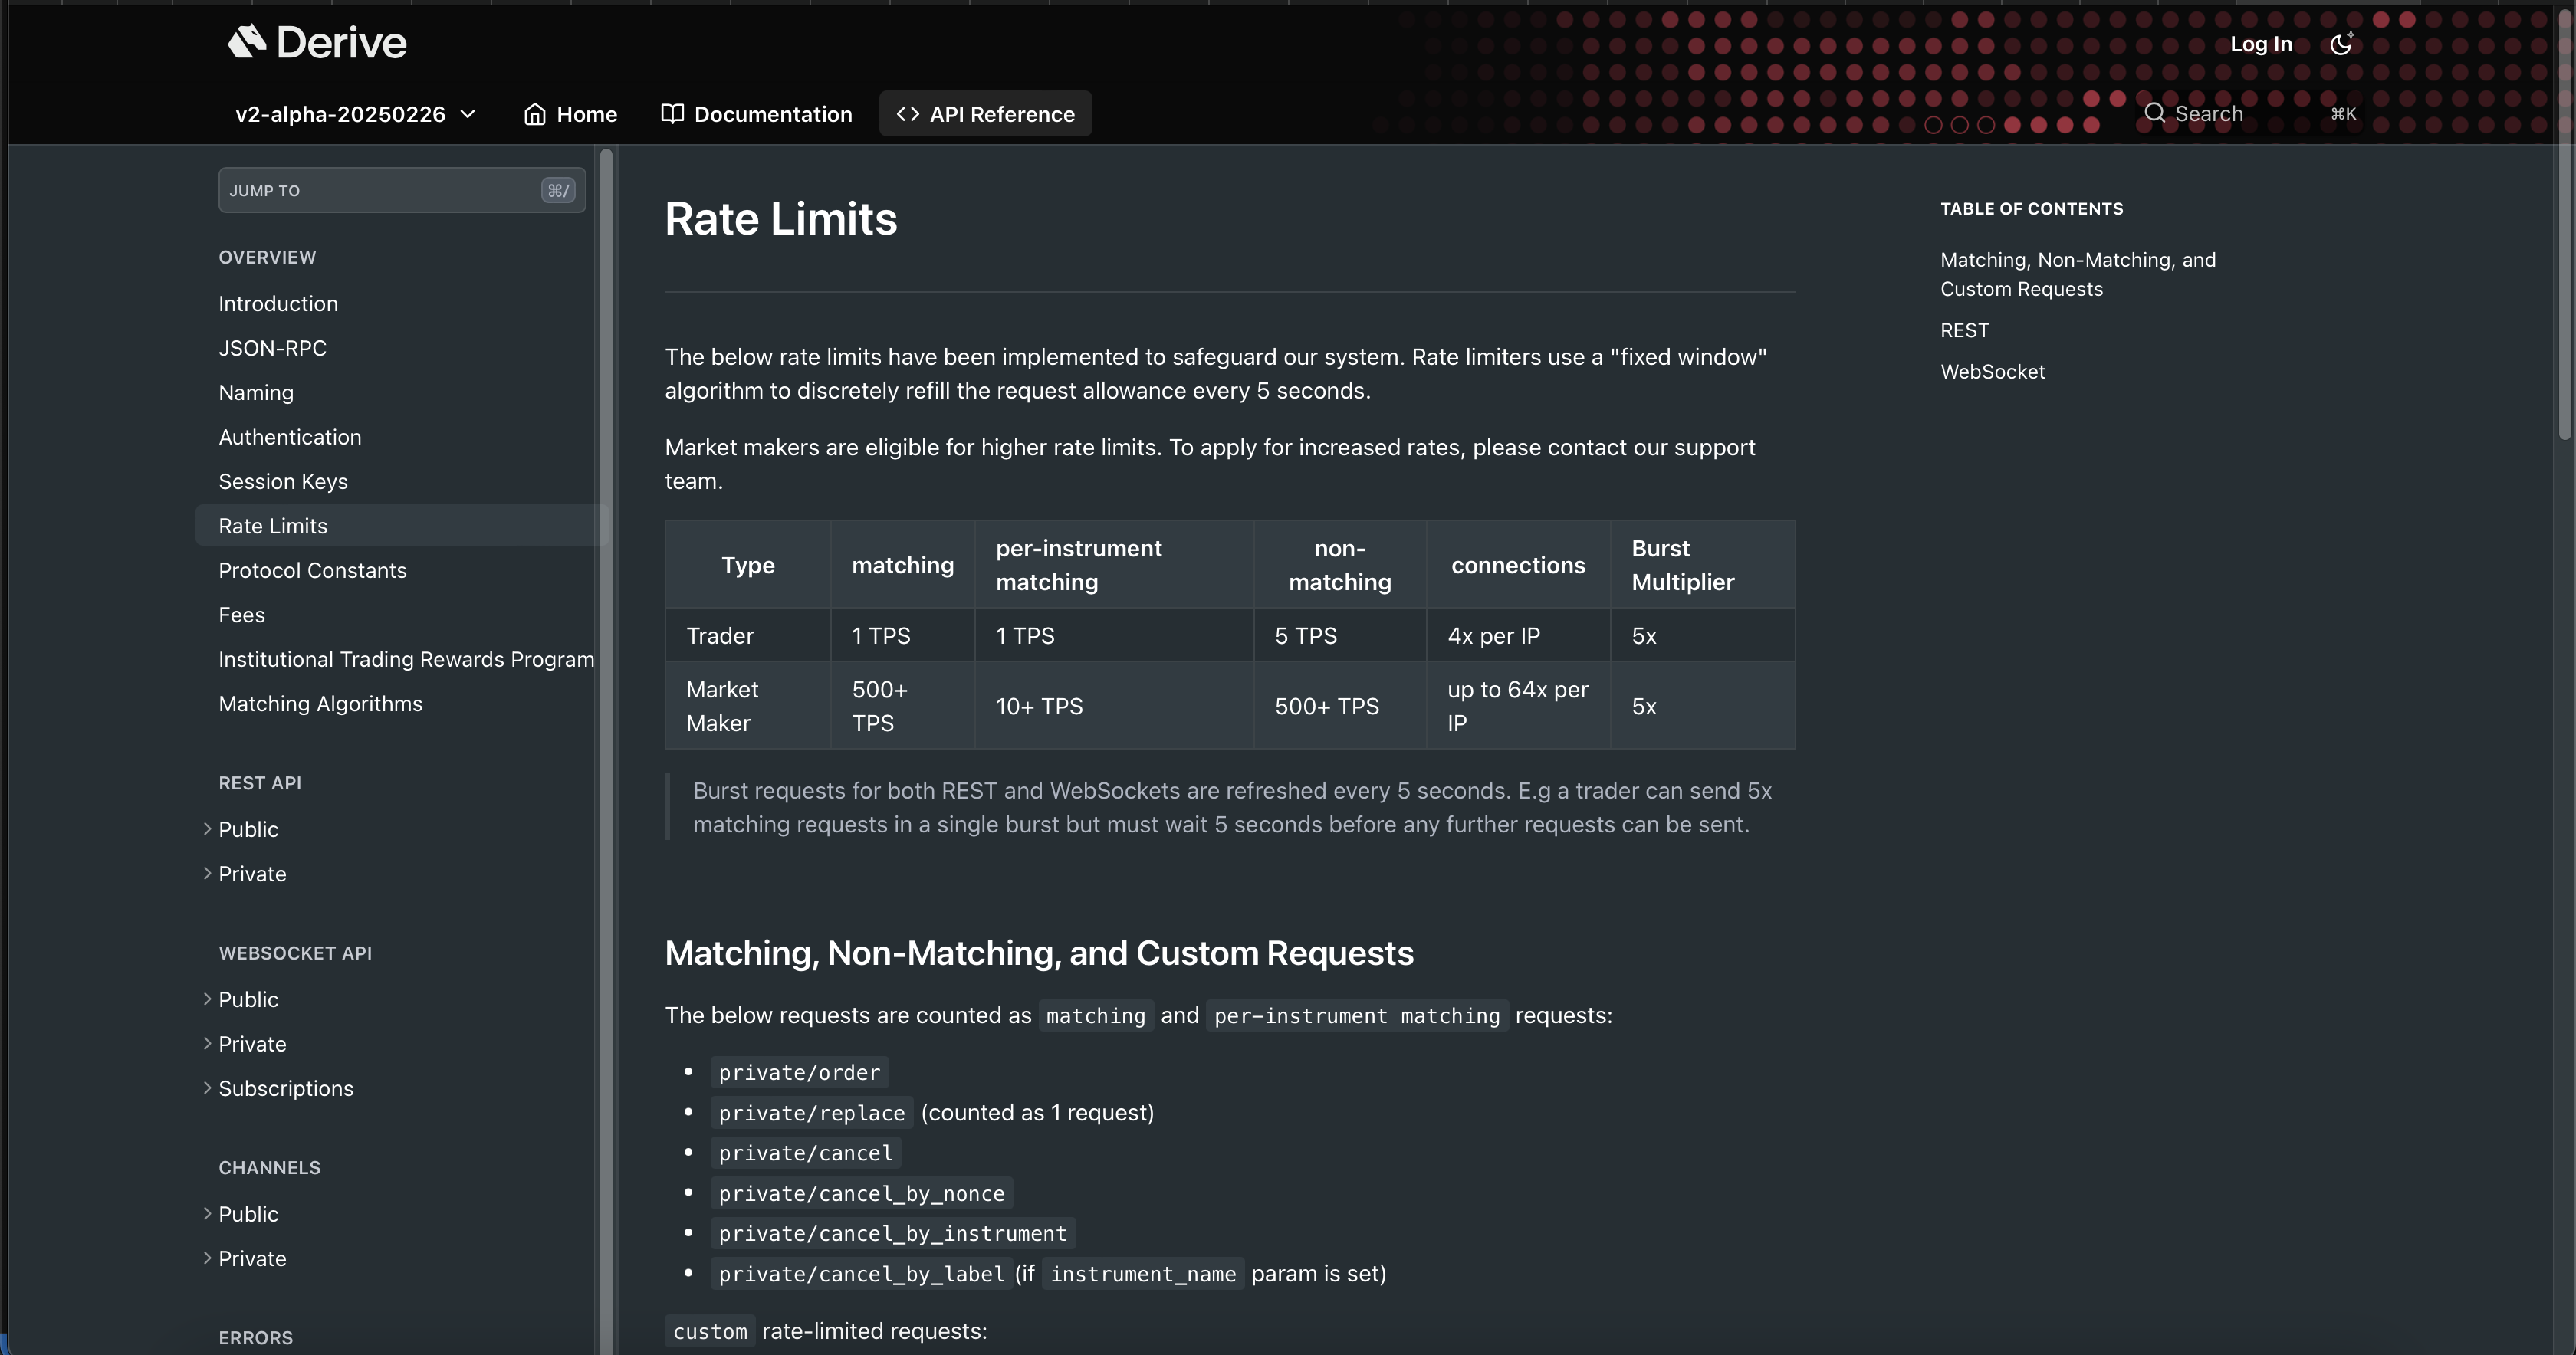 Derive
Log In
v2-alpha-20250226
Home
Documentation
API Reference
Search
⌘K
JUMP TO
⌘/
OVERVIEW
Introduction
JSON-RPC
Naming
Authentication
Session Keys
Rate Limits
Protocol Constants
Fees
Institutional Trading Rewards Program
Matching Algorithms
REST API
Public
Private
WEBSOCKET API
Public
Private
Subscriptions
CHANNELS
Public
Private
ERRORS
Rate Limits
The below rate limits have been implemented to safeguard our system. Rate limiters use a "fixed window"
algorithm to discretely refill the request allowance every 5 seconds.
Market makers are eligible for higher rate limits. To apply for increased rates, please contact our support
team.
Type matching per-instrument matching non-matching connections Burst Multiplier
Trader 1 TPS 1 TPS 5 TPS 4x per IP 5x
Market Maker 500+ TPS 10+ TPS 500+ TPS up to 64x per IP 5x
Burst requests for both REST and WebSockets are refreshed every 5 seconds. E.g a trader can send 5x
matching requests in a single burst but must wait 5 seconds before any further requests can be sent.
Matching, Non-Matching, and Custom Requests
The below requests are counted as matching and per-instrument matching requests:
• private/order
• private/replace (counted as 1 request)
• private/cancel
• private/cancel_by_nonce
• private/cancel_by_instrument
• private/cancel_by_label (if instrument_name param is set)
custom rate-limited requests:
TABLE OF CONTENTS
Matching, Non-Matching, and
Custom Requests
REST
WebSocket